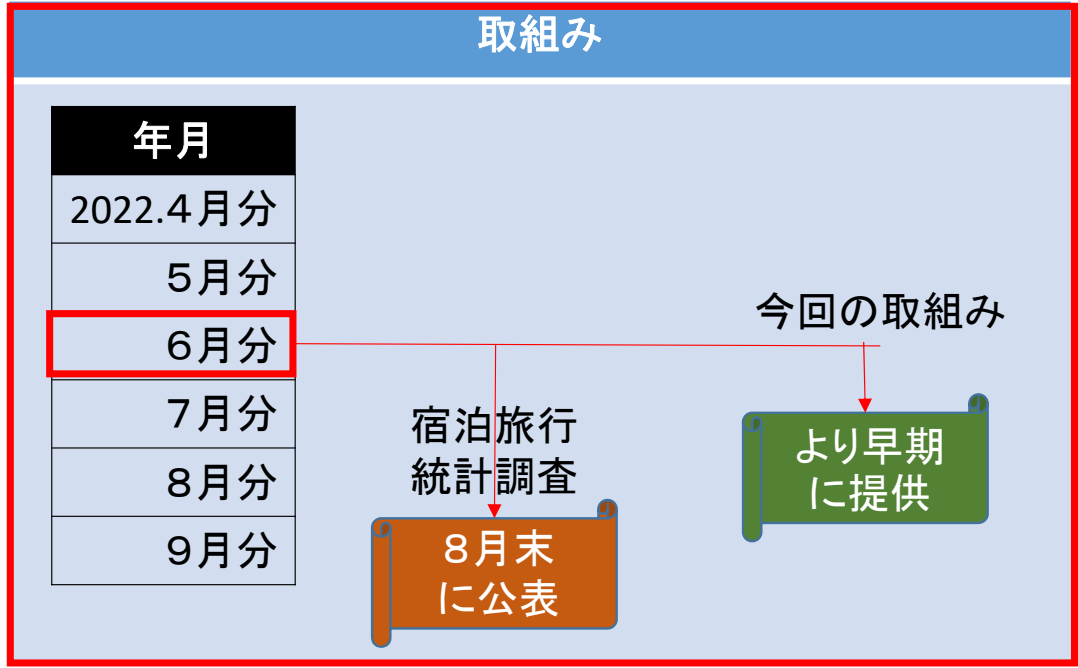 取組み
年月
2022.４月分
５月分
６月分
７月分
８月分
９月分
今回の取組み
宿泊旅行
統計調査
より早期
に提供
８月末
に公表